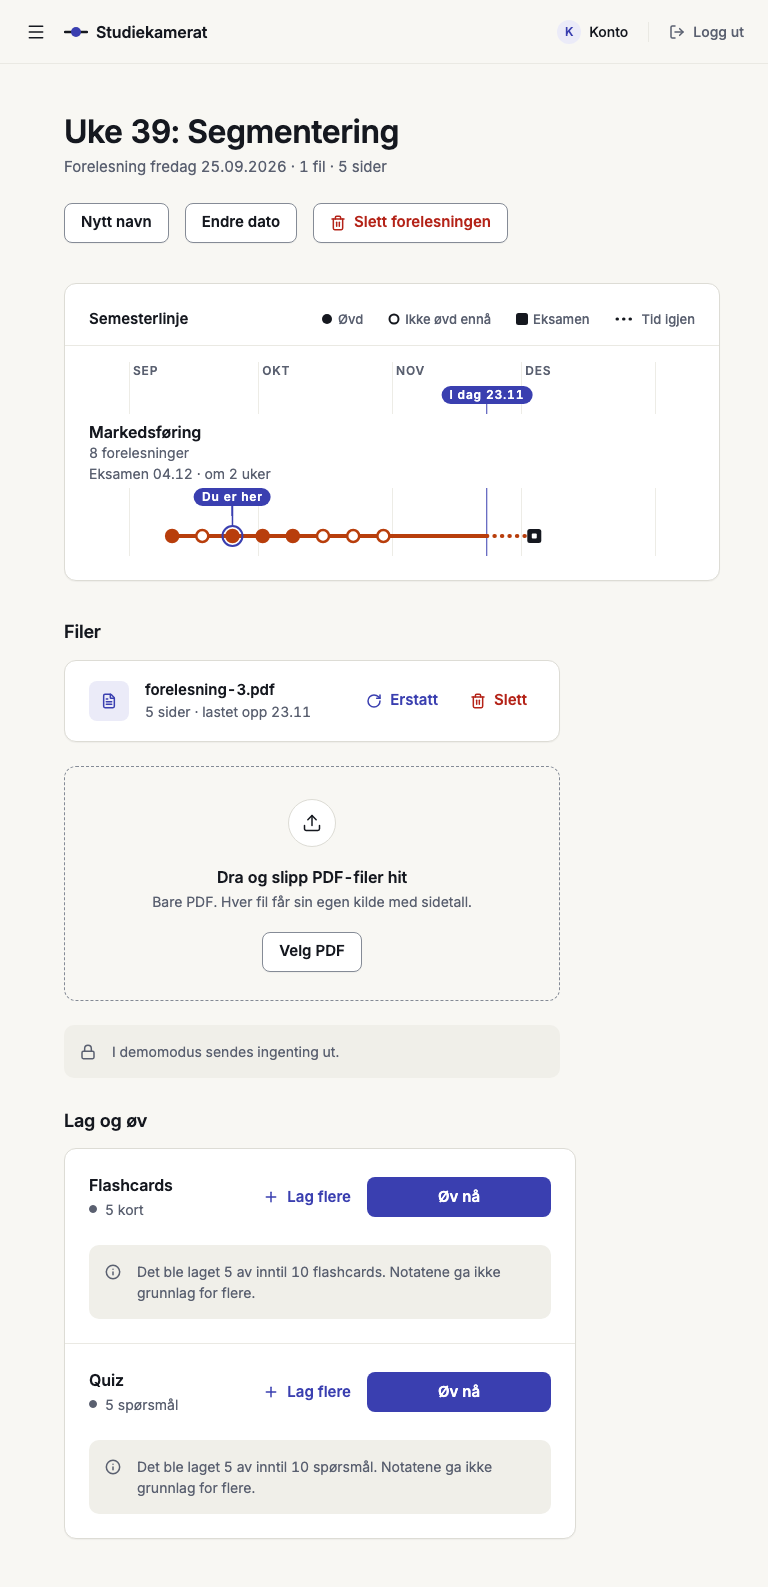 Studiekamerat
K Konto
Logg ut
Uke 39: Segmentering
Forelesning fredag 25.09.2026 · 1 fil · 5 sider
Nytt navn
Endre dato
Slett forelesningen
Semesterlinje
Øvd
Ikke øvd ennå
Eksamen
Tid igjen
SEP
OKT
NOV
DES
I dag 23.11
Markedsføring
8 forelesninger
Eksamen 04.12 · om 2 uker
Du er her
Filer
forelesning-3.pdf
5 sider · lastet opp 23.11
Erstatt
Slett
Dra og slipp PDF-filer hit
Bare PDF. Hver fil får sin egen kilde med sidetall.
Velg PDF
I demomodus sendes ingenting ut.
Lag og øv
Flashcards
5 kort
Lag flere
Øv nå
Det ble laget 5 av inntil 10 flashcards. Notatene ga ikke
grunnlag for flere.
Quiz
5 spørsmål
Lag flere
Øv nå
Det ble laget 5 av inntil 10 spørsmål. Notatene ga ikke
grunnlag for flere.